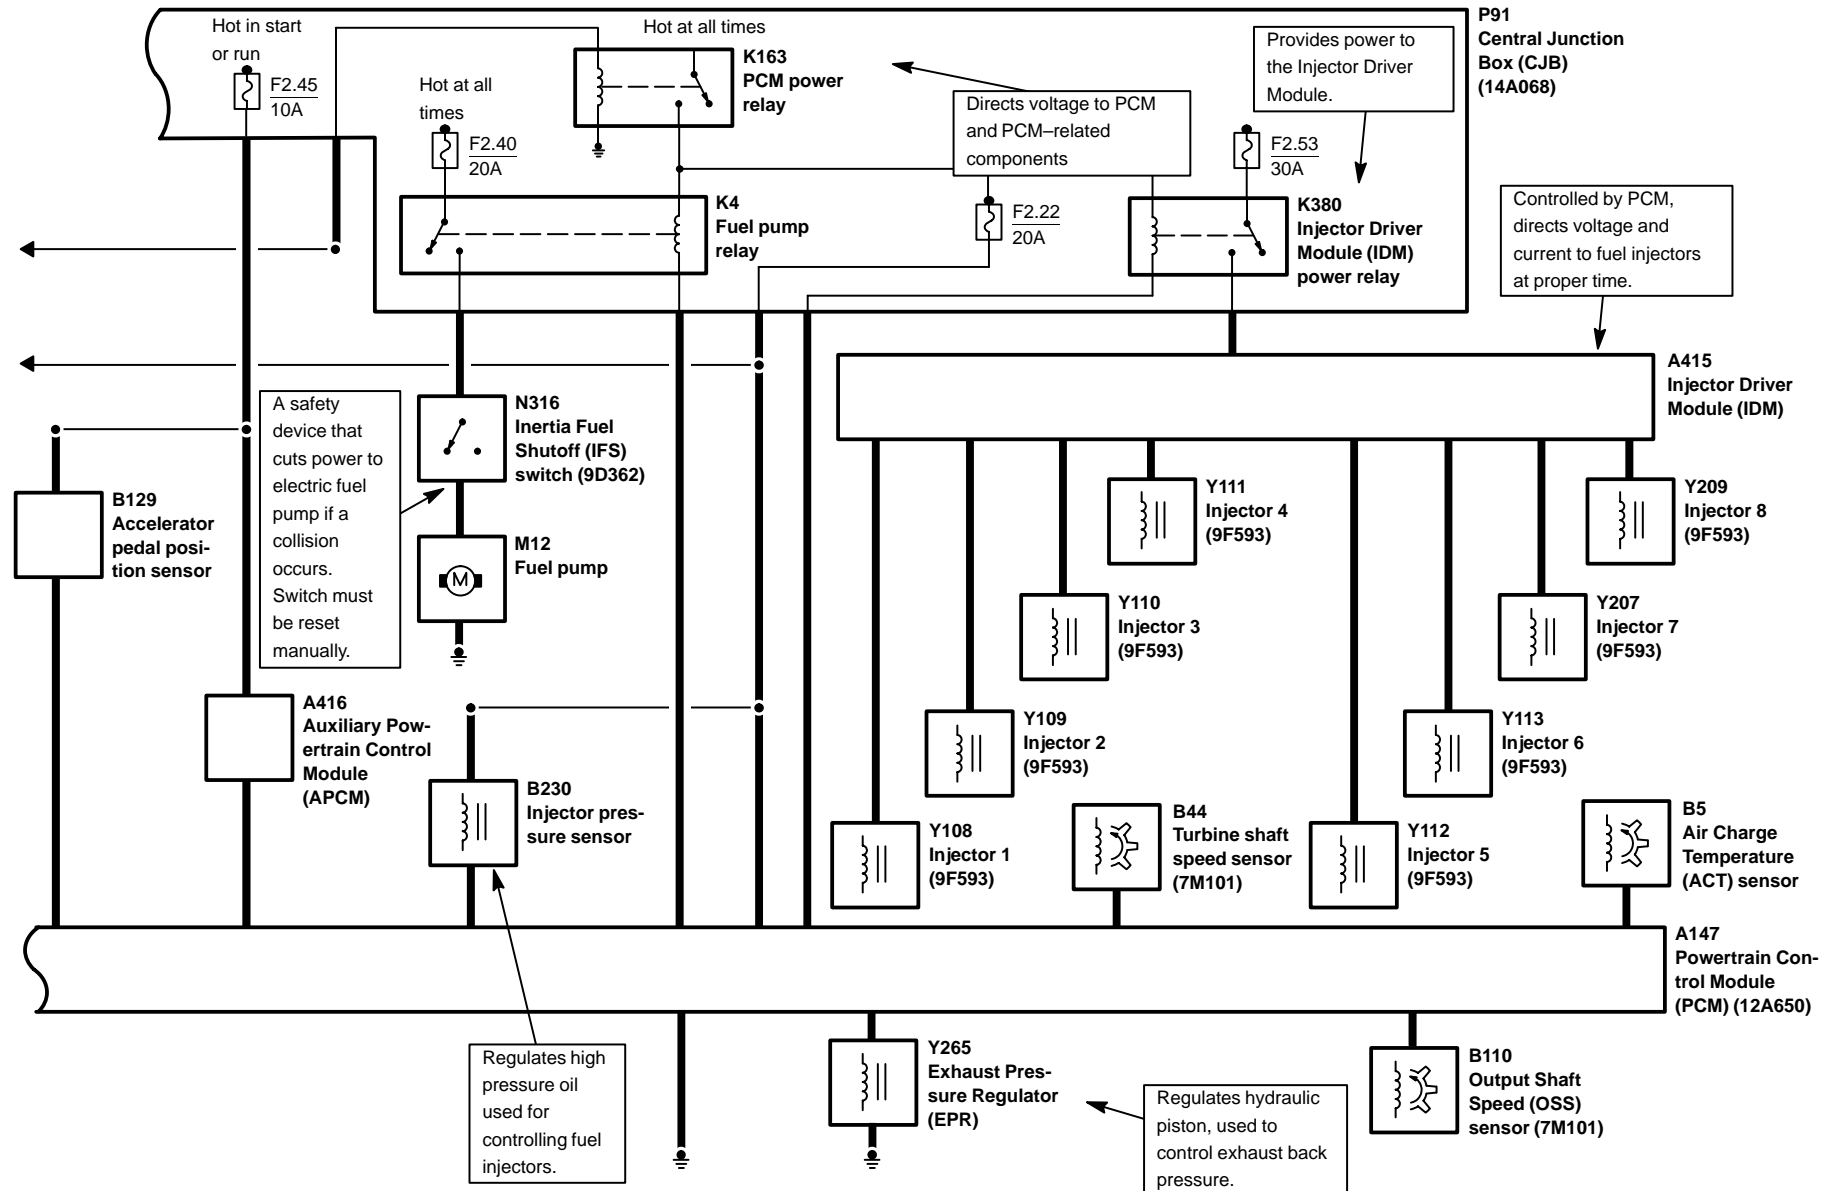 Hot in start
or run
F2.45
10A
Hot at all times
K163
PCM power
relay
Hot at all
times
F2.40
20A
K4
Fuel pump
relay
Directs voltage to PCM
and PCM–related
components
F2.22
20A
Provides power to
the Injector Driver
Module.
F2.53
30A
K380
Injector Driver
Module (IDM)
power relay
P91
Central Junction
Box (CJB)
(14A068)
Controlled by PCM,
directs voltage and
current to fuel injectors
at proper time.
A415
Injector Driver
Module (IDM)
A safety
device that
cuts power to
electric fuel
pump if a
collision
occurs.
Switch must
be reset
manually.
N316
Inertia Fuel
Shutoff (IFS)
switch (9D362)
B129
Accelerator
pedal posi-
tion sensor
M12
Fuel pump
M
Y111
Injector 4
(9F593)
Y209
Injector 8
(9F593)
Y110
Injector 3
(9F593)
Y207
Injector 7
(9F593)
A416
Auxiliary Pow-
ertrain Control
Module
(APCM)
Y109
Injector 2
(9F593)
Y113
Injector 6
(9F593)
B230
Injector pres-
sure sensor
Y108
Injector 1
(9F593)
B44
Turbine shaft
speed sensor
(7M101)
Y112
Injector 5
(9F593)
B5
Air Charge
Temperature
(ACT) sensor
A147
Powertrain Con-
trol Module
(PCM) (12A650)
Regulates high
pressure oil
used for
controlling fuel
injectors.
Y265
Exhaust Pres-
sure Regulator
(EPR)
Regulates hydraulic
piston, used to
control exhaust back
pressure.
B110
Output Shaft
Speed (OSS)
sensor (7M101)